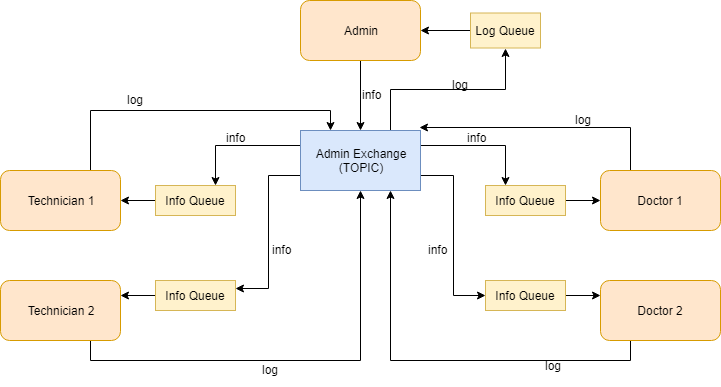 Admin
Log Queue
log
info
log
log
info
info
Admin Exchange
(TOPIC)
Technician 1
Info Queue
Info Queue
Doctor 1
info
info
Technician 2
Info Queue
Info Queue
Doctor 2
log
log